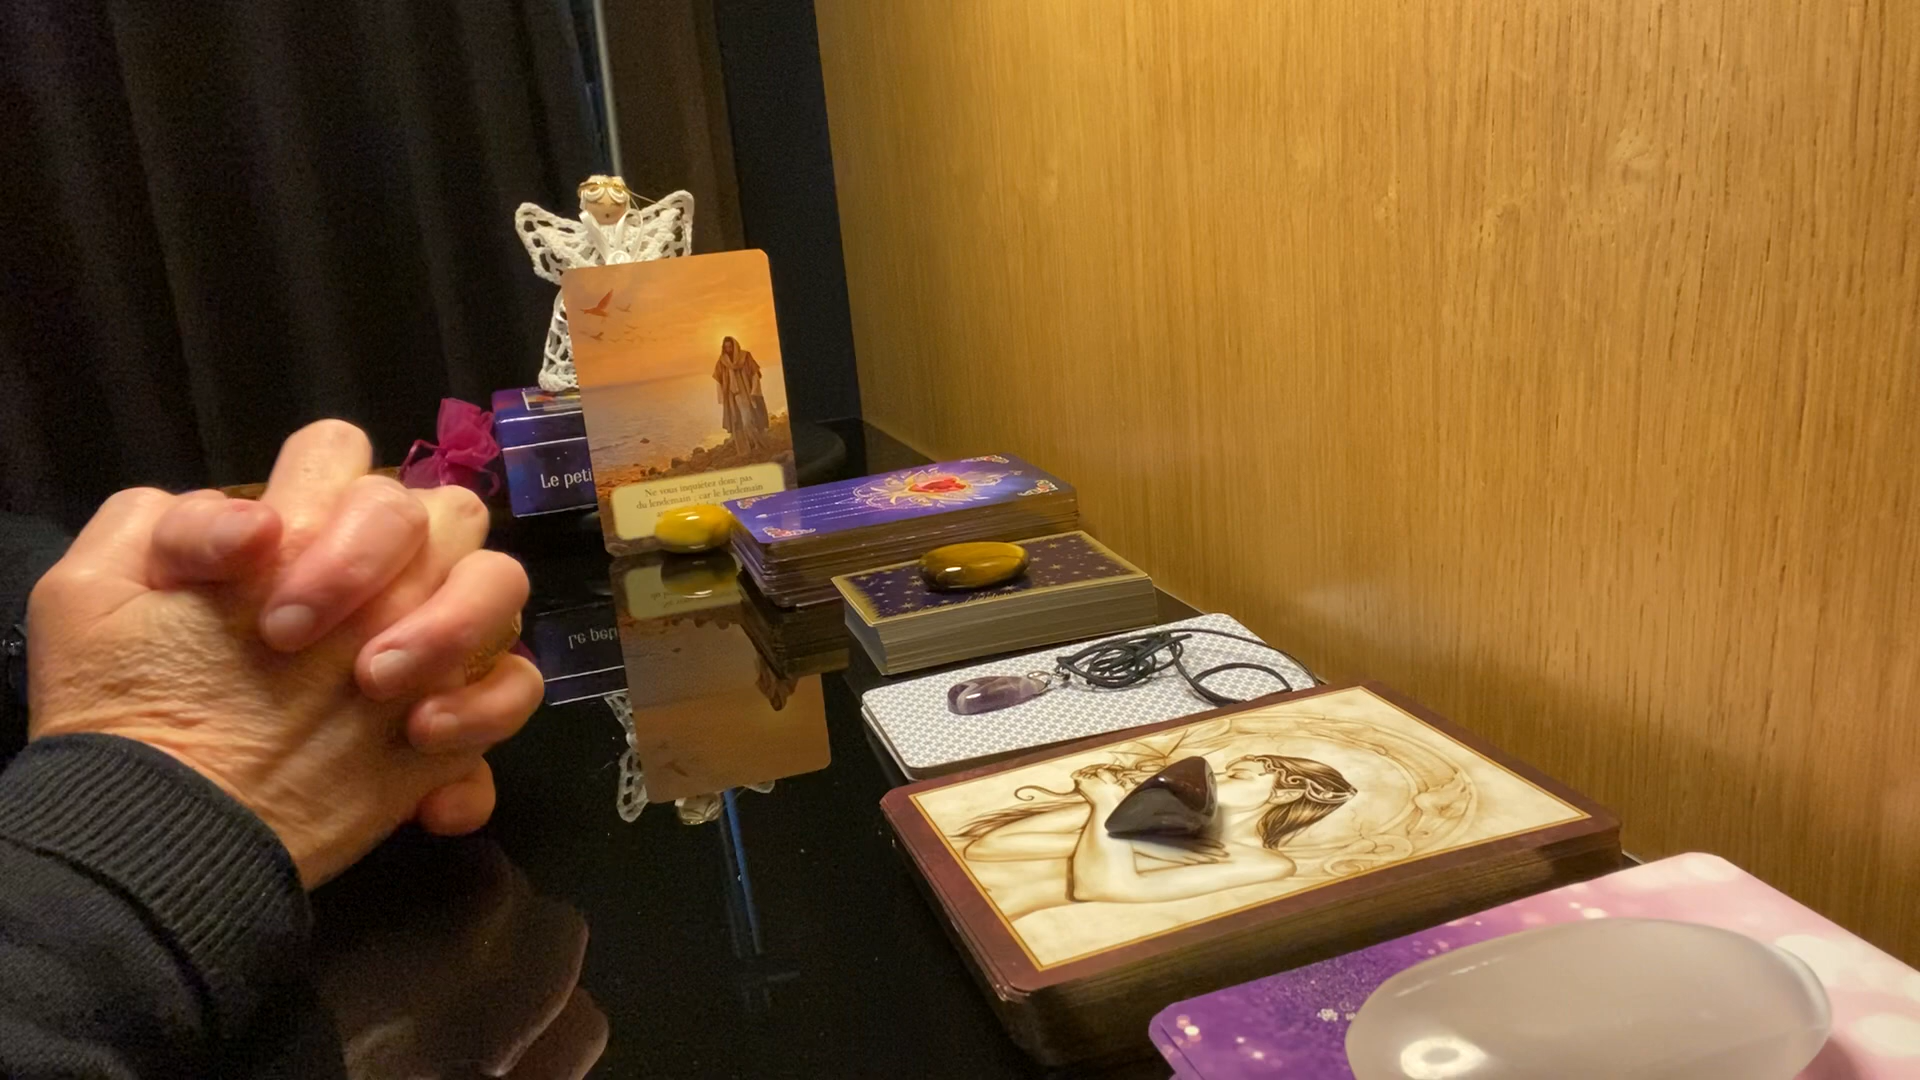 Le peti
Ne vous inquiétez donc pas
du lendemain ; car le lendemain